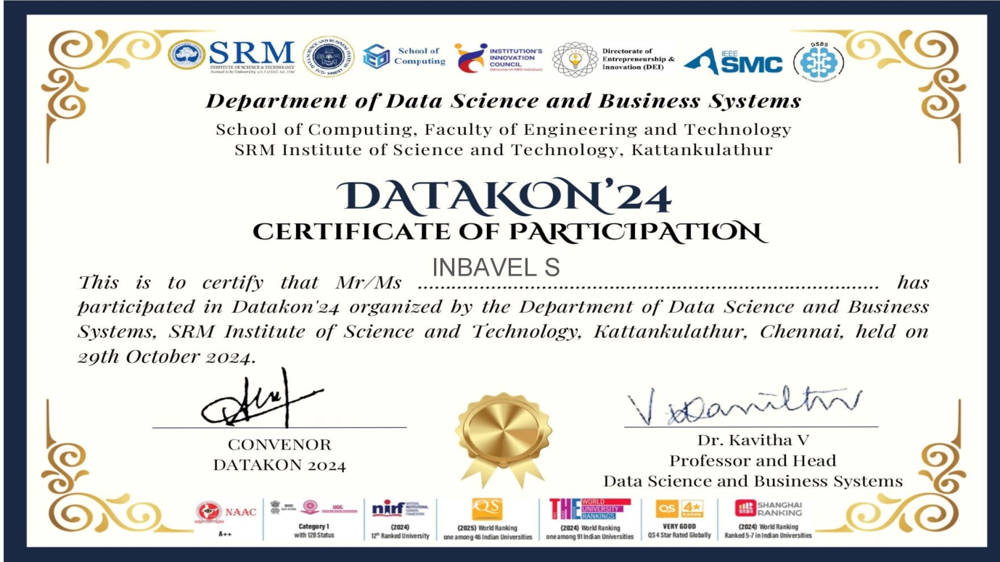 SRM
INSTITUTE OF SCIENCE & TECHNOLOGY
Deemed to be University u/s 3 of UGC Act, 1956
School of
Computing
INSTITUTION'S
INNOVATION
COUNCIL
(Ministry of HRD Initiative)
Directorate of
Entrepreneurship &
Innovation (DEI)
IEEE
SMC
DSBS
Department of Data Science and Business Systems
School of Computing, Faculty of Engineering and Technology
SRM Institute of Science and Technology, Kattankulathur
DATAKON'24
CERTIFICATE OF PARTICIPATION
INBAVEL S
This is to certify that Mr/Ms ................................................................................. has
participated in Datakon'24 organized by the Department of Data Science and Business
Systems, SRM Institute of Science and Technology, Kattankulathur, Chennai, held on
29th October 2024.
CONVENOR
DATAKON 2024
Dr. Kavitha V
Professor and Head
Data Science and Business Systems
NAAC
A++
UGC
Category 1
with 12B Status
nirf
NATIONAL
INSTITUTIONAL
RANKING
FRAMEWORK
(2024)
12th Ranked University
QS
(2025) World Ranking
one among 46 Indian Universities
THE
WORLD
UNIVERSITY
RANKINGS
(2024) World Ranking
one among 91 Indian Universities
QS
4★
RATING
VERY GOOD
QS 4 Star Rated Globally
SHANGHAI
RANKING
(2024) World Ranking
Ranked 5-7 in Indian Universities